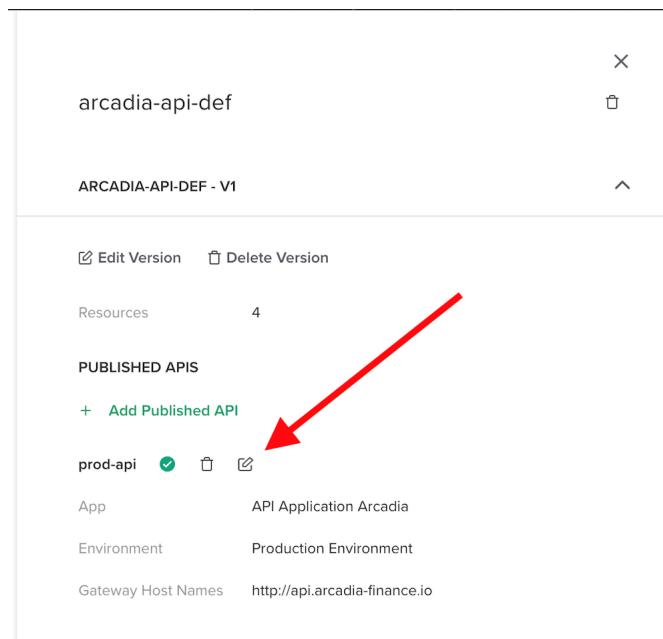 arcadia-api-def
ARCADIA-API-DEF - V1
Edit Version Delete Version
Resources 4
PUBLISHED APIS
+ Add Published API
prod-api
App API Application Arcadia
Environment Production Environment
Gateway Host Names http://api.arcadia-finance.io